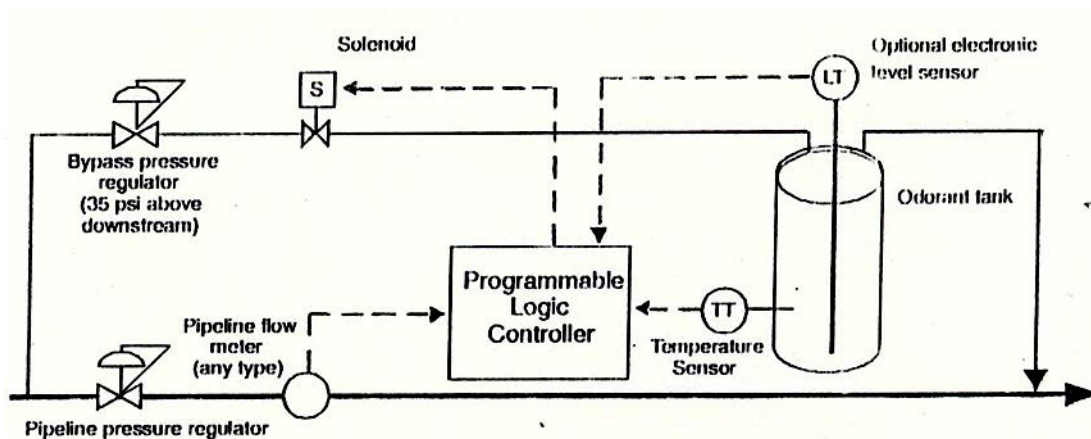 Solenoid
Optional electronic
level sensor
LT
S
Bypass pressure
regulator
(35 psi above
downstream)
Odorant tank
Programmable
Logic
Controller
TT
Temperature
Sensor
Pipeline flow
meter
(any type)
Pipeline pressure regulator